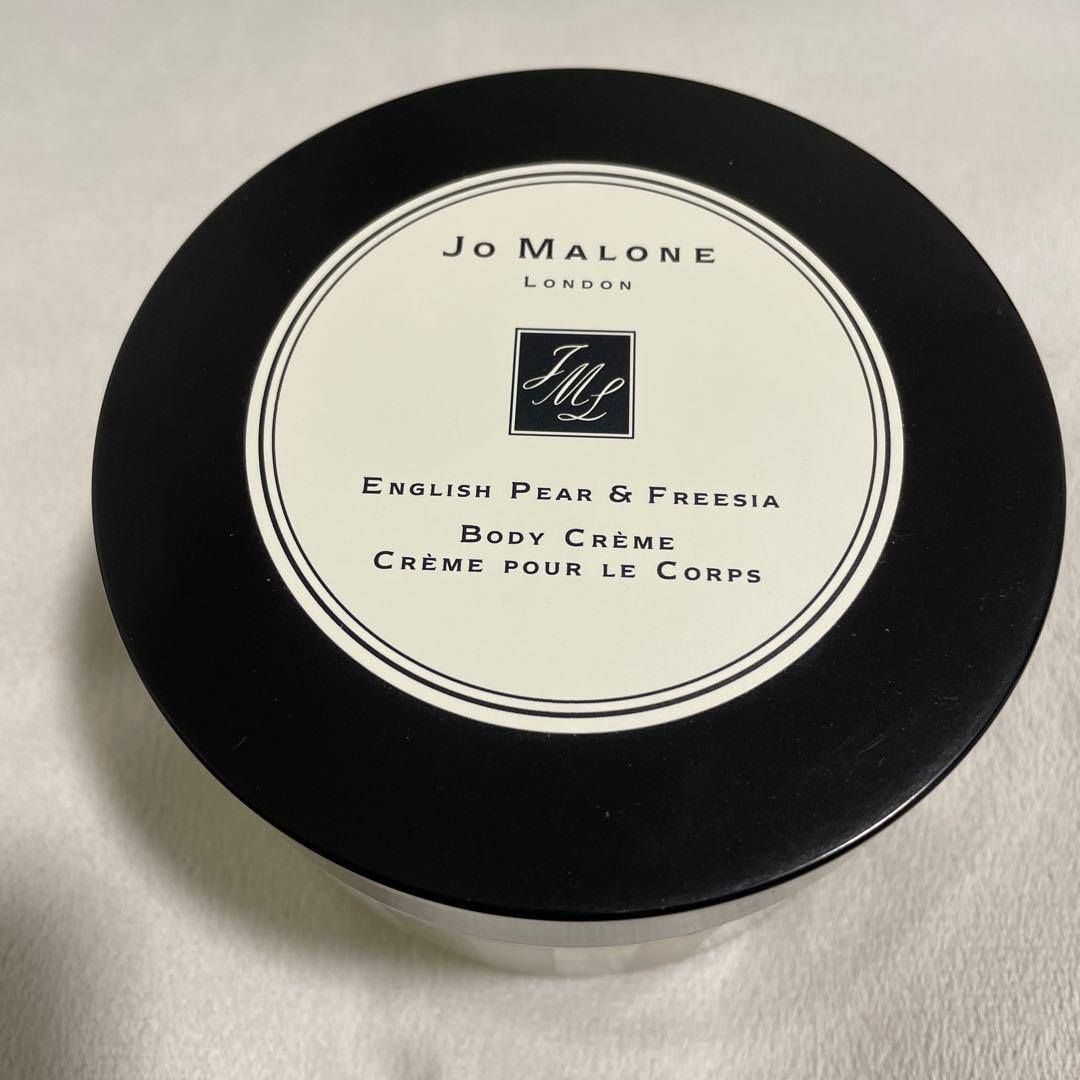 JO MALONE
LONDON
JML
ENGLISH PEAR & FREESIA
BODY CRÈME
CRÈME POUR LE CORPS